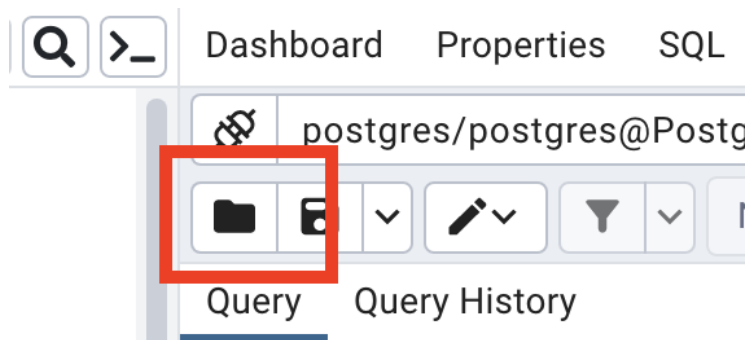 Dashboard Properties SQL
postgres/postgres@Postg
Query Query History